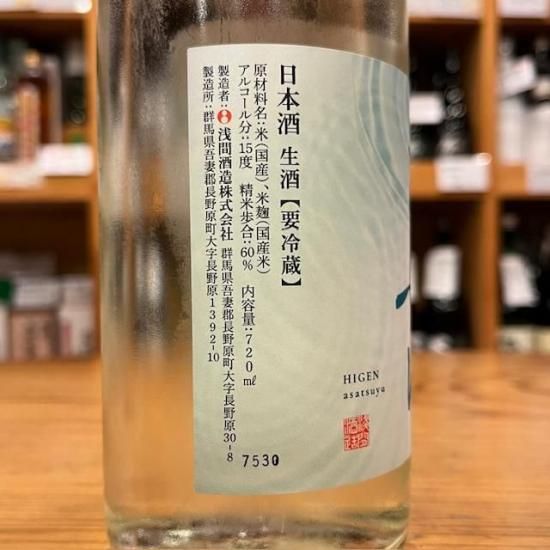 日本酒 生酒【要冷蔵】
原材料名:米(国産)、米麹(国産米)
アルコール分:15度 精米歩合:60% 内容量:720ml
製造者:浅間酒造株式会社 群馬県吾妻郡長野原町大字長野原30-8
製造所:群馬県吾妻郡長野原町大字長野原1392-10
7530
HIGEN
asatsuyu